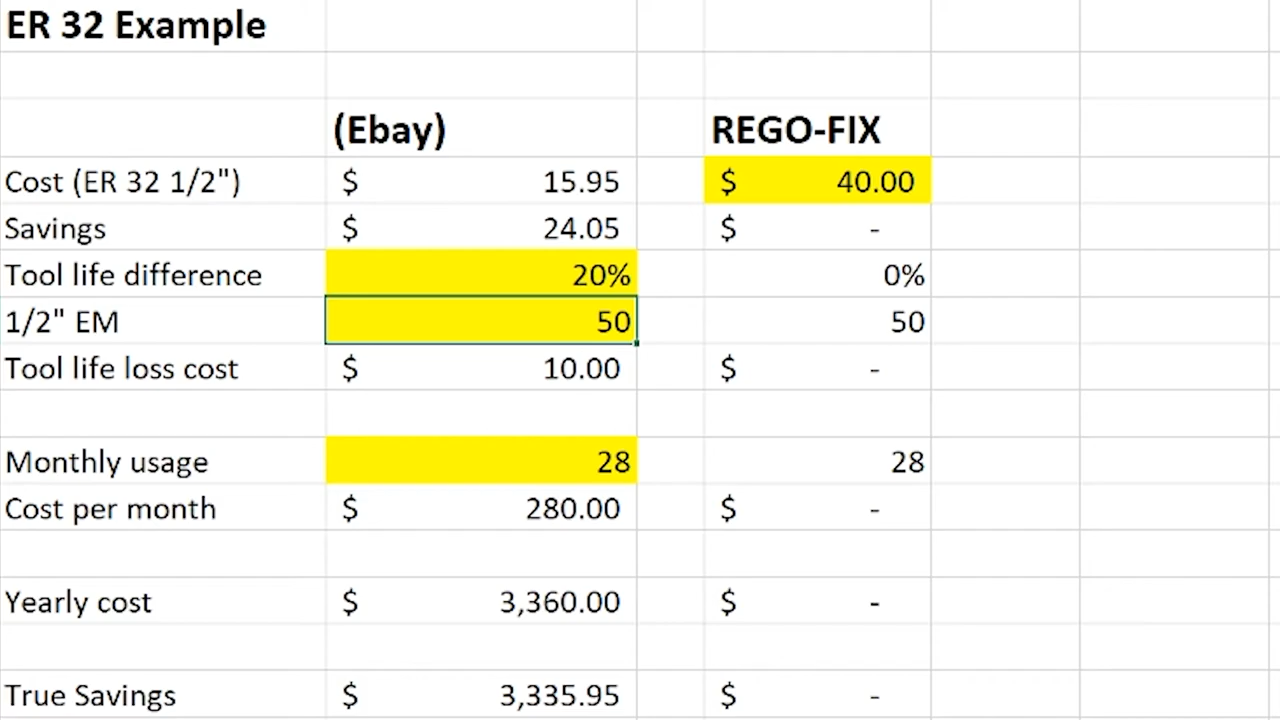 ER 32 Example
(Ebay) REGO-FIX
Cost (ER 32 1/2") $ 15.95 $ 40.00
Savings $ 24.05 $ -
Tool life difference 20% 0%
1/2" EM 50 50
Tool life loss cost $ 10.00 $ -
Monthly usage 28 28
Cost per month $ 280.00 $ -
Yearly cost $ 3,360.00 $ -
True Savings $ 3,335.95 $ -